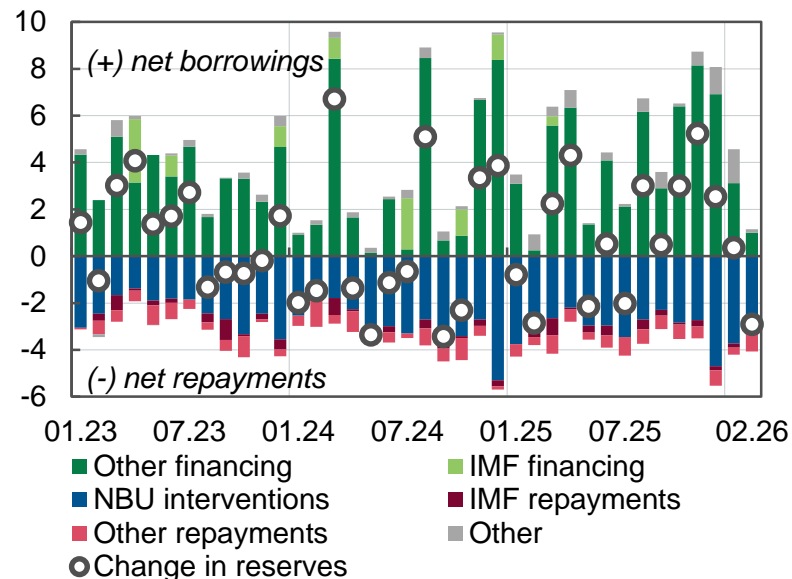 10
8
(+) net borrowings
6
4
2
0
-2
-4
(-) net repayments
-6
01.23 07.23 01.24 07.24 01.25 07.25 02.26
Other financing IMF financing
NBU interventions IMF repayments
Other repayments Other
Change in reserves